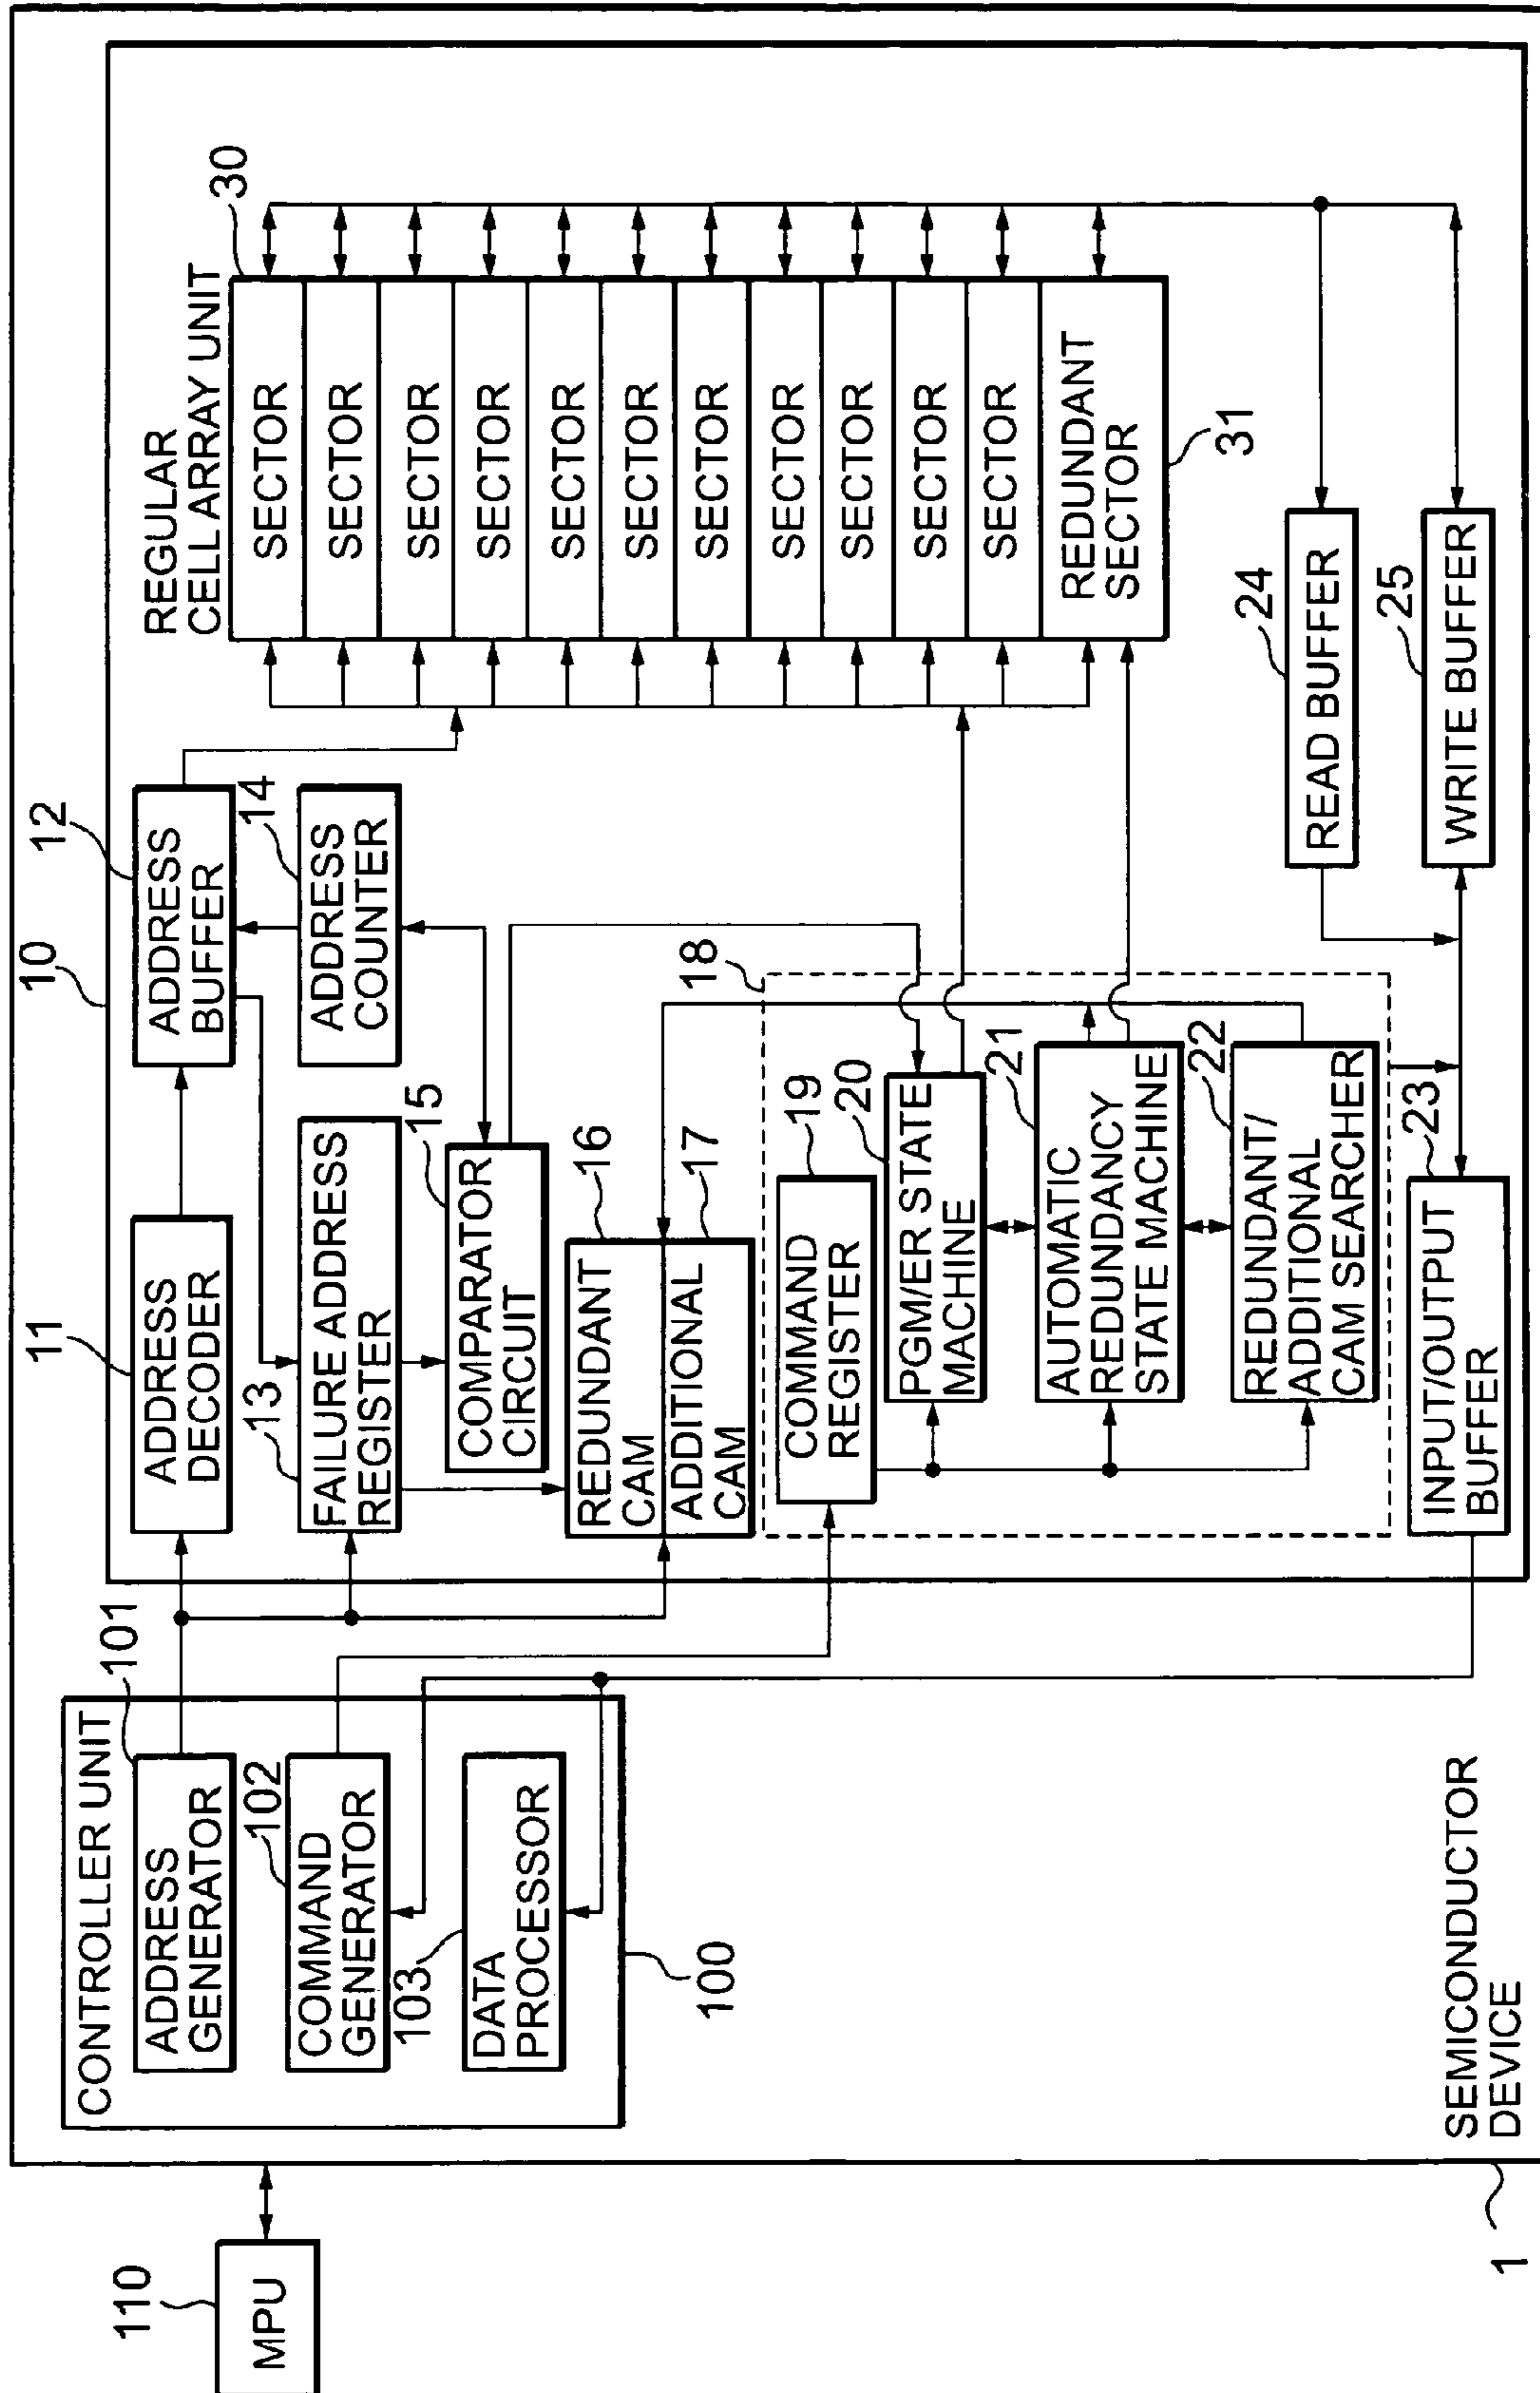 110
MPU
1
SEMICONDUCTOR
DEVICE
CONTROLLER UNIT
100
101
ADDRESS
GENERATOR
102
COMMAND
GENERATOR
103
DATA
PROCESSOR
10
11
ADDRESS
DECODER
12
ADDRESS
BUFFER
13
FAILURE ADDRESS
REGISTER
14
ADDRESS
COUNTER
15
COMPARATOR
CIRCUIT
16
REDUNDANT
CAM
17
ADDITIONAL
CAM
18
19
COMMAND
REGISTER
20
PGM/ER STATE
MACHINE
21
AUTOMATIC
REDUNDANCY
STATE MACHINE
22
REDUNDANT/
ADDITIONAL
CAM SEARCHER
23
INPUT/OUTPUT
BUFFER
24
READ BUFFER
25
WRITE BUFFER
REGULAR
CELL ARRAY UNIT
30
SECTOR
SECTOR
SECTOR
SECTOR
SECTOR
SECTOR
SECTOR
SECTOR
SECTOR
SECTOR
SECTOR
REDUNDANT
SECTOR
31